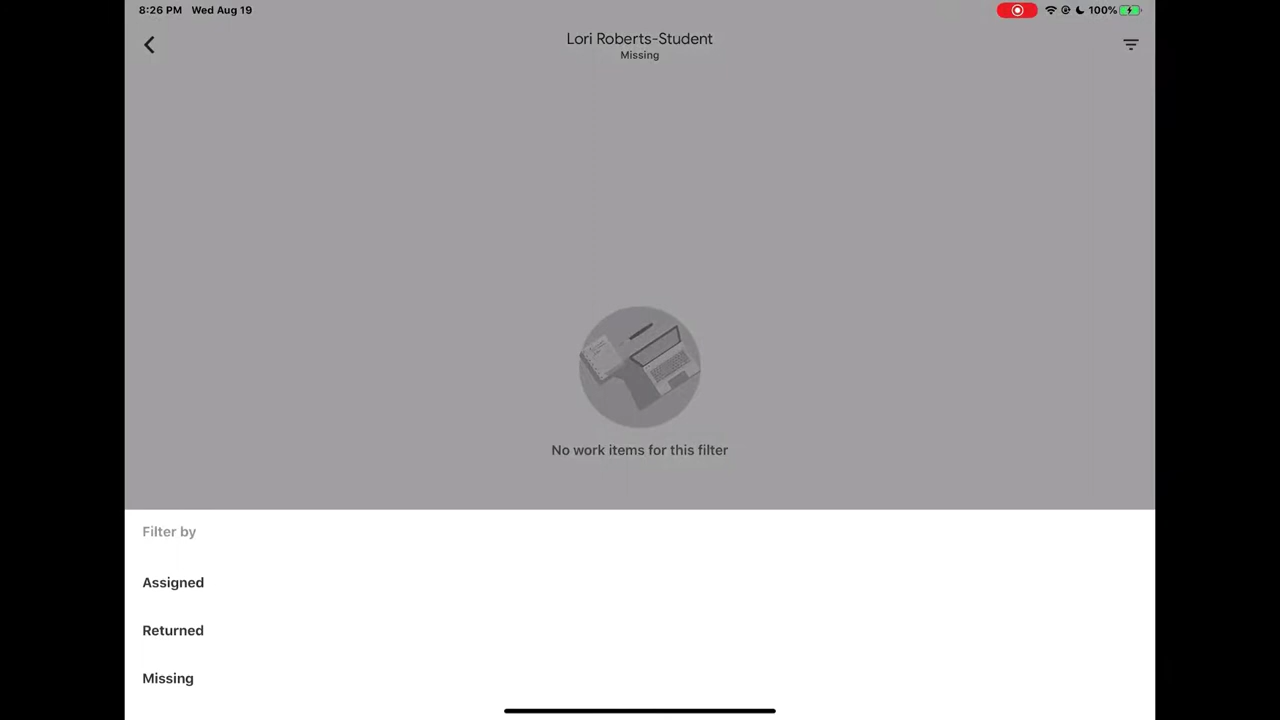 8:26 PM Wed Aug 19
100%
Lori Roberts-Student
Missing
No work items for this filter
Filter by
Assigned
Returned
Missing